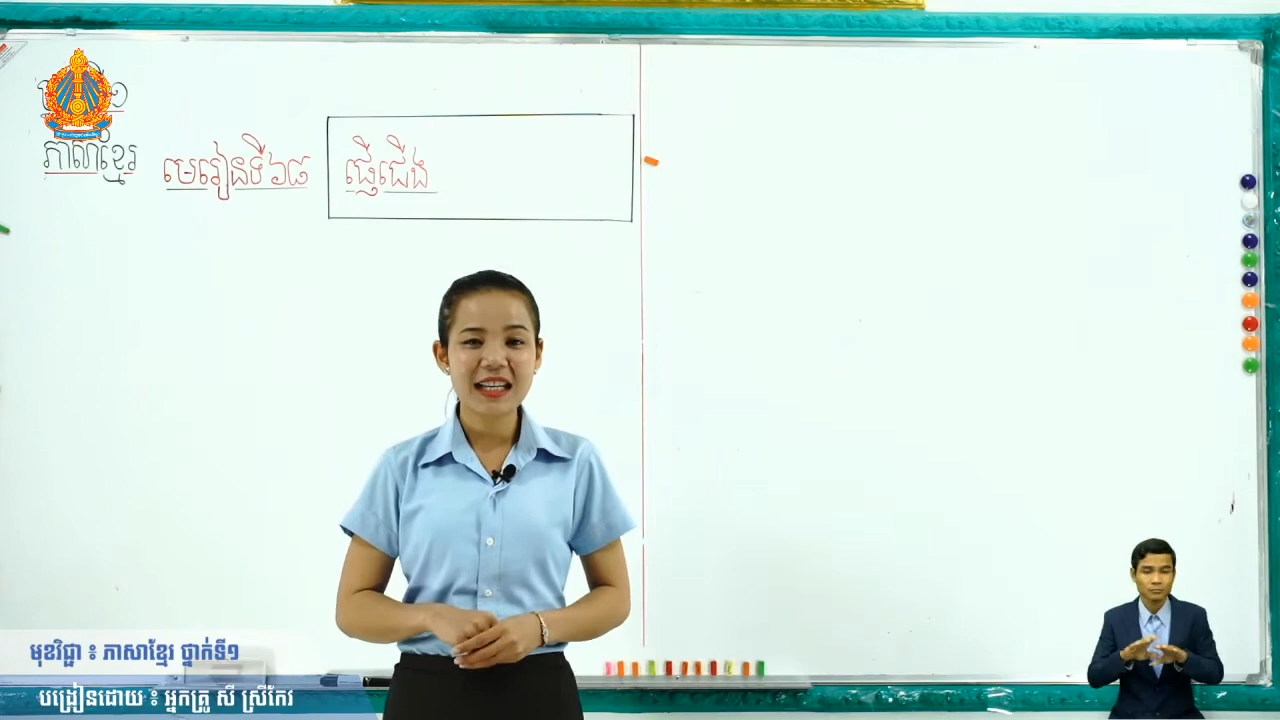 ភាសាខ្មែរ
មេរៀនទី៦៨
ផ្ញើជើង
មុខវិជ្ជា ៖ ភាសាខ្មែរ ថ្នាក់ទី១
បង្រៀនដោយ ៖ អ្នកគ្រូ សី ស្រីកែវ